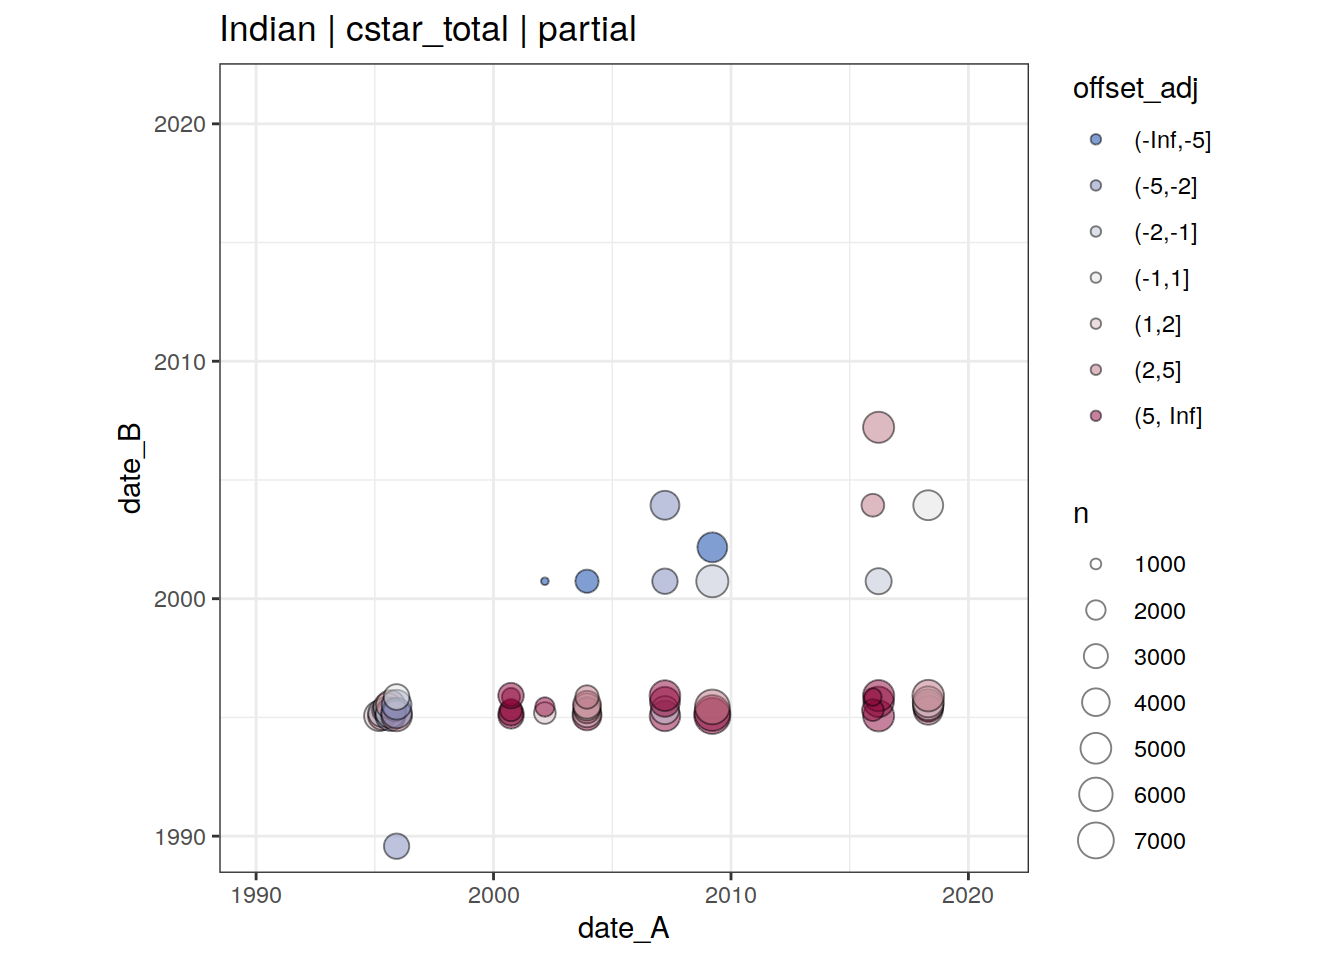 Indian | cstar_total | partial
2020
2010
2000
1990
date_B
1990
2000
2010
2020
date_A
offset_adj
(-Inf,-5]
(-5,-2]
(-2,-1]
(-1,1]
(1,2]
(2,5]
(5, Inf]
n
1000
2000
3000
4000
5000
6000
7000